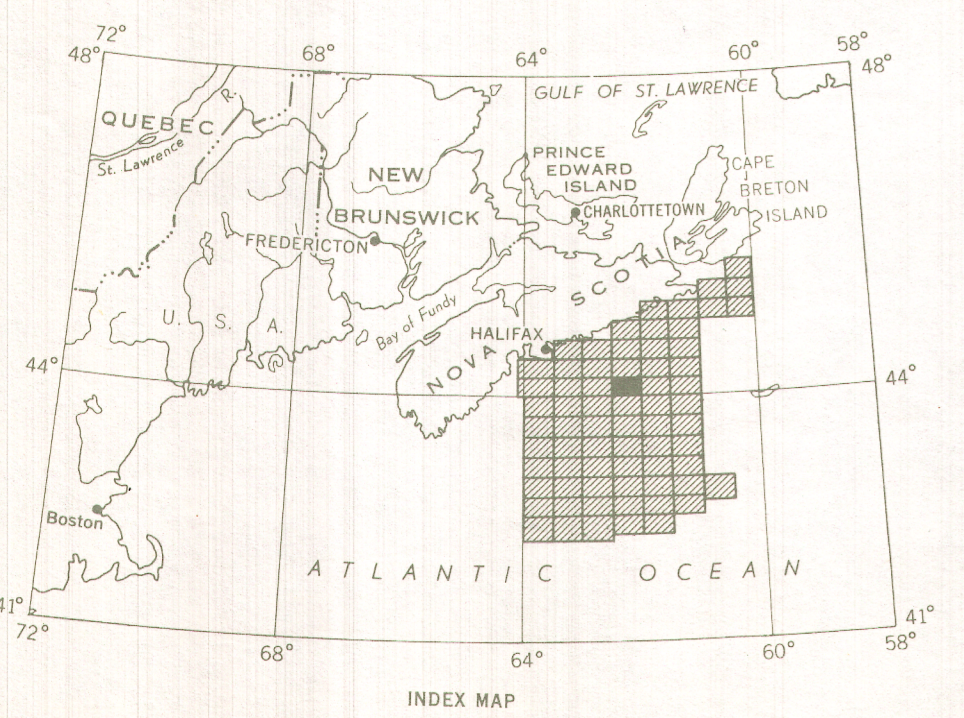 72°
48°
68°
64°
60°
58°
48°
GULF OF ST. LAWRENCE
QUEBEC
R.
St. Lawrence
NEW
BRUNSWICK
PRINCE
EDWARD
ISLAND
CHARLOTTETOWN
CAPE
BRETON
ISLAND
FREDERICTON
U. S. A.
Bay of Fundy
HALIFAX
NOVA SCOTIA
44°
44°
Boston
ATLANTIC OCEAN
41°
72°
68°
64°
60°
41°
58°
INDEX MAP